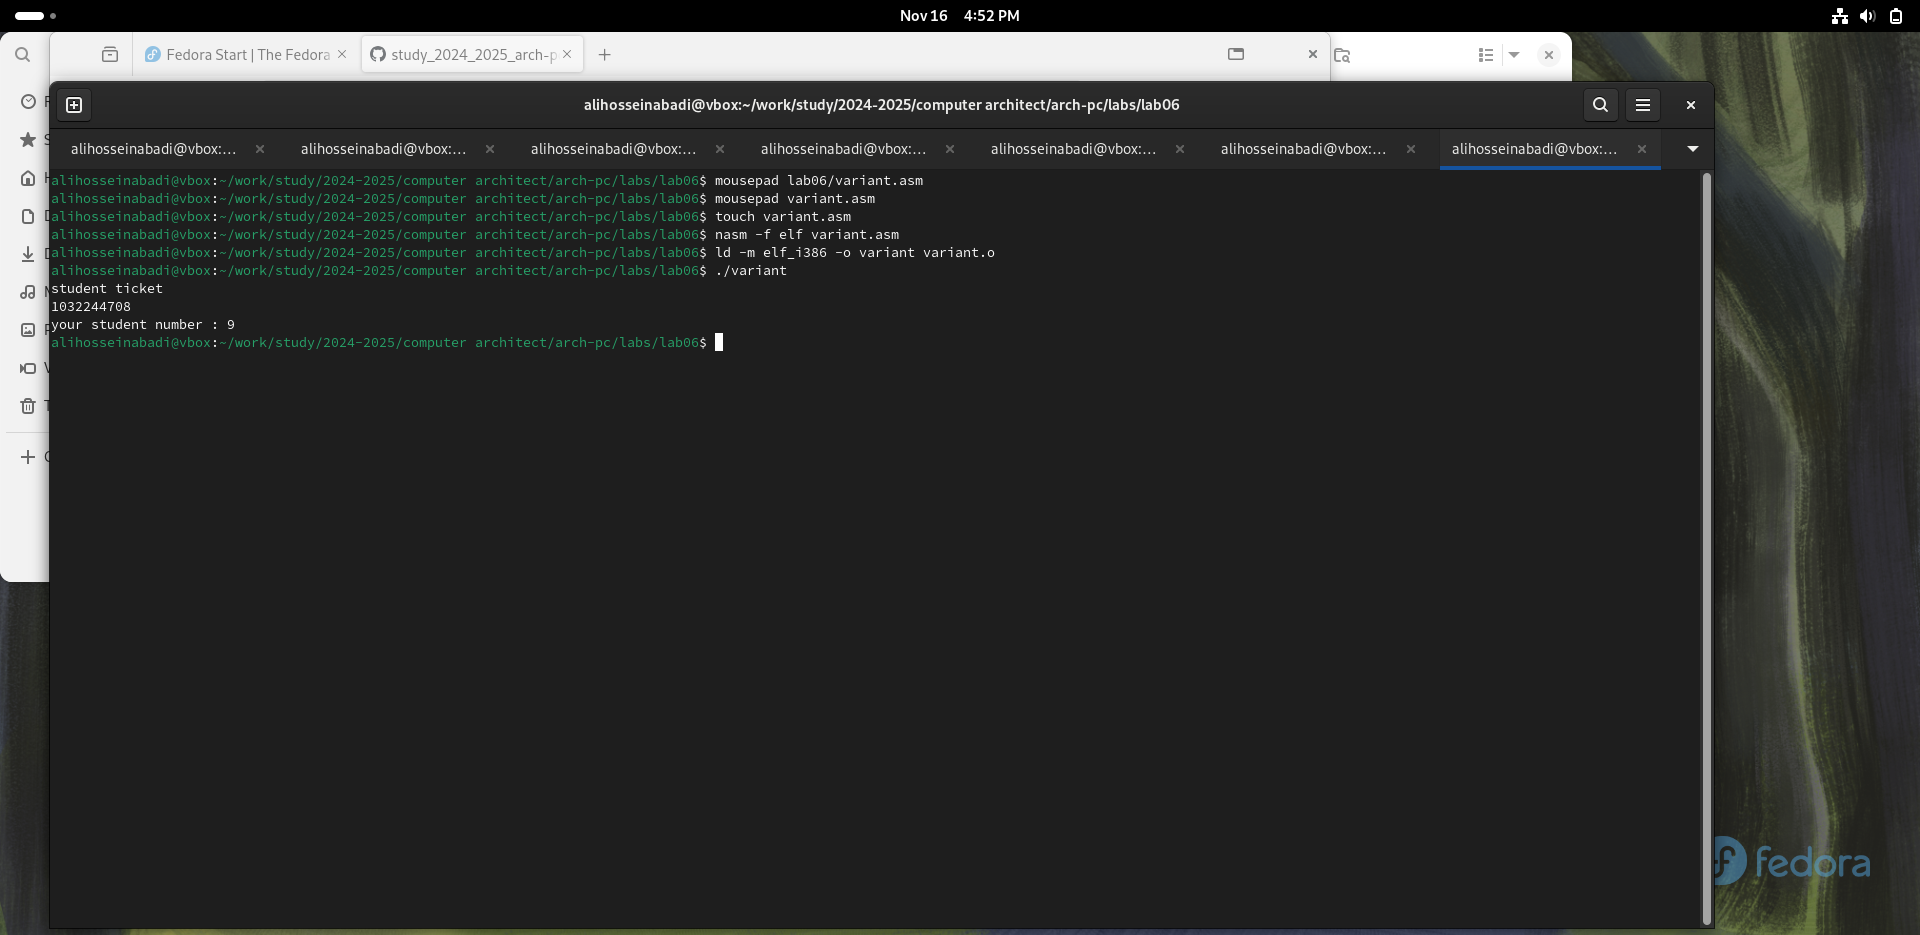 Nov 16 4:52 PM
Fedora Start | The Fedora
study_2024_2025_arch-p
alihosseinabadi@vbox:~/work/study/2024-2025/computer architect/arch-pc/labs/lab06
alihosseinabadi@vbox:... alihosseinabadi@vbox:... alihosseinabadi@vbox:... alihosseinabadi@vbox:... alihosseinabadi@vbox:... alihosseinabadi@vbox:... alihosseinabadi@vbox:...
alihosseinabadi@vbox:~/work/study/2024-2025/computer architect/arch-pc/labs/lab06$ mousepad lab06/variant.asm
alihosseinabadi@vbox:~/work/study/2024-2025/computer architect/arch-pc/labs/lab06$ mousepad variant.asm
alihosseinabadi@vbox:~/work/study/2024-2025/computer architect/arch-pc/labs/lab06$ touch variant.asm
alihosseinabadi@vbox:~/work/study/2024-2025/computer architect/arch-pc/labs/lab06$ nasm -f elf variant.asm
alihosseinabadi@vbox:~/work/study/2024-2025/computer architect/arch-pc/labs/lab06$ ld -m elf_i386 -o variant variant.o
alihosseinabadi@vbox:~/work/study/2024-2025/computer architect/arch-pc/labs/lab06$ ./variant
student ticket
1032244708
your student number : 9
alihosseinabadi@vbox:~/work/study/2024-2025/computer architect/arch-pc/labs/lab06$
fedora